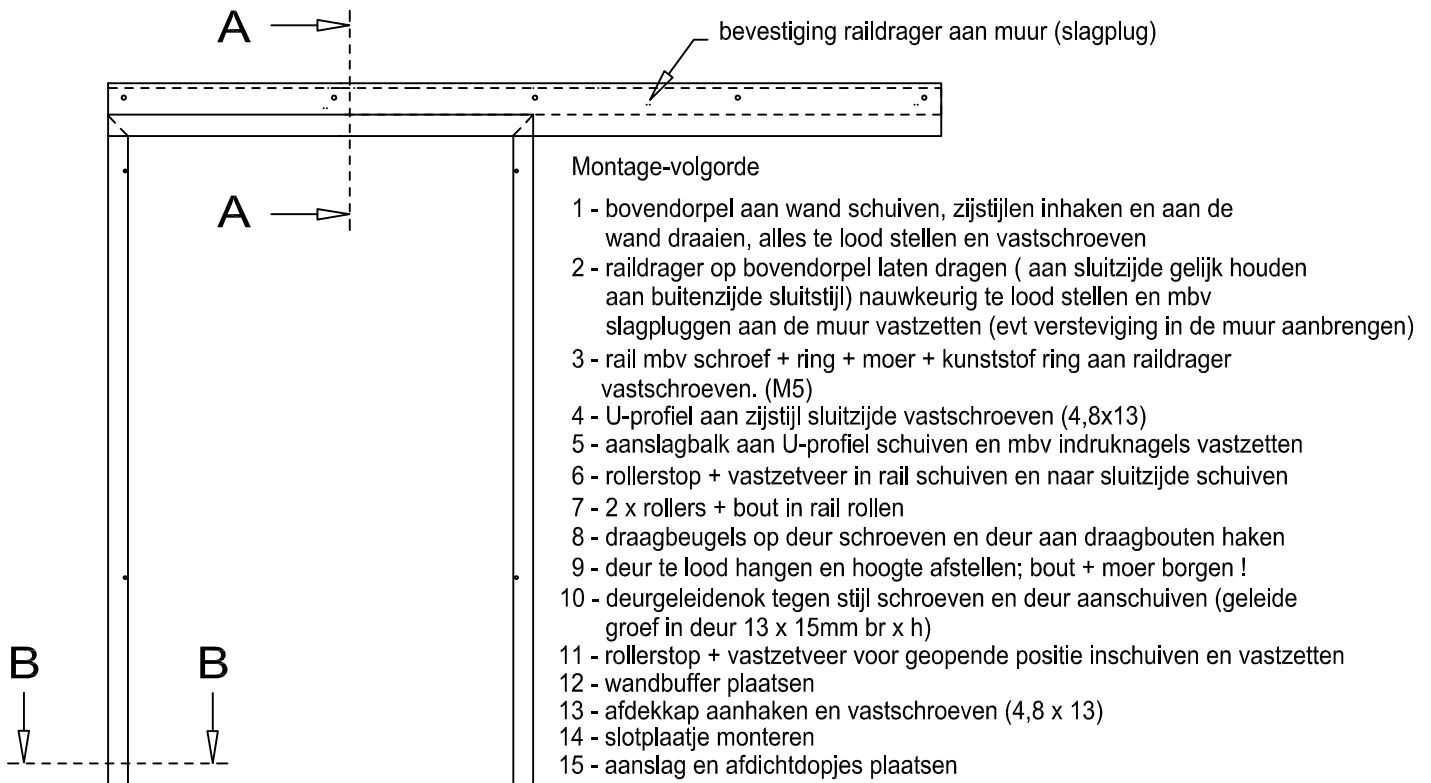 A
bevestiging raildrager aan muur (slagplug)
A
Montage-volgorde
1 - bovendorpel aan wand schuiven, zijstijlen inhaken en aan de
wand draaien, alles te lood stellen en vastschroeven
2 - raildrager op bovendorpel laten dragen ( aan sluitzijde gelijk houden
aan buitenzijde sluitstijl) nauwkeurig te lood stellen en mbv
slagpluggen aan de muur vastzetten (evt versteviging in de muur aanbrengen)
3 - rail mbv schroef + ring + moer + kunststof ring aan raildrager
vastschroeven. (M5)
4 - U-profiel aan zijstijl sluitzijde vastschroeven (4,8x13)
5 - aanslagbalk aan U-profiel schuiven en mbv indruknagels vastzetten
6 - rollerstop + vastzetveer in rail schuiven en naar sluitzijde schuiven
7 - 2 x rollers + bout in rail rollen
8 - draagbeugels op deur schroeven en deur aan draagbouten haken
9 - deur te lood hangen en hoogte afstellen; bout + moer borgen !
10 - deurgeleidenok tegen stijl schroeven en deur aanschuiven (geleide
groef in deur 13 x 15mm br x h)
11 - rollerstop + vastzetveer voor geopende positie inschuiven en vastzetten
12 - wandbuffer plaatsen
13 - afdekkap aanhaken en vastschroeven (4,8 x 13)
14 - slotplaatje monteren
15 - aanslag en afdichtdopjes plaatsen
B B